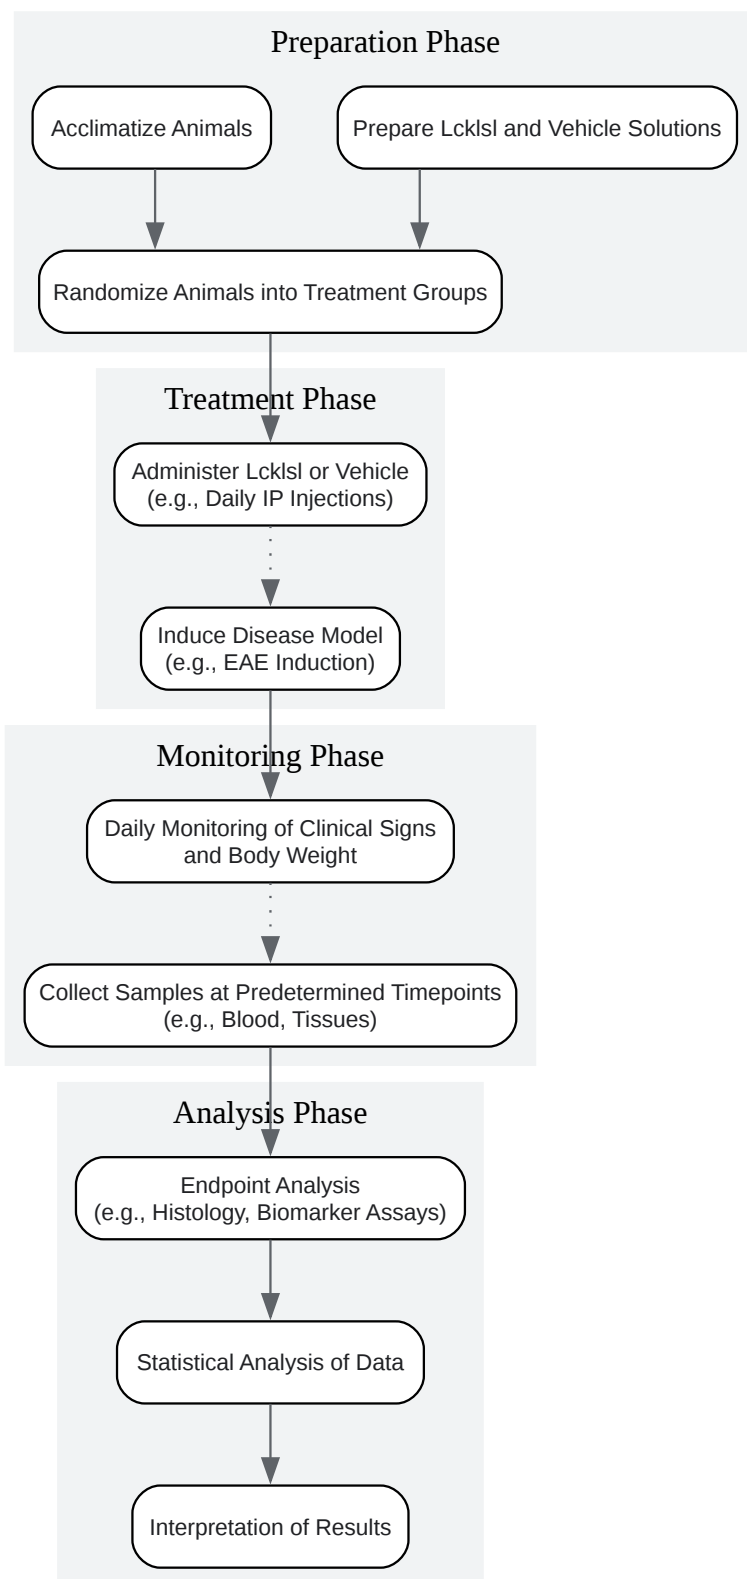 Preparation Phase
Acclimatize Animals
Prepare Lcklsl and Vehicle Solutions
Randomize Animals into Treatment Groups
Treatment Phase
Administer Lcklsl or Vehicle
(e.g., Daily IP Injections)
Induce Disease Model
(e.g., EAE Induction)
Monitoring Phase
Daily Monitoring of Clinical Signs
and Body Weight
Collect Samples at Predetermined Timepoints
(e.g., Blood, Tissues)
Analysis Phase
Endpoint Analysis
(e.g., Histology, Biomarker Assays)
Statistical Analysis of Data
Interpretation of Results